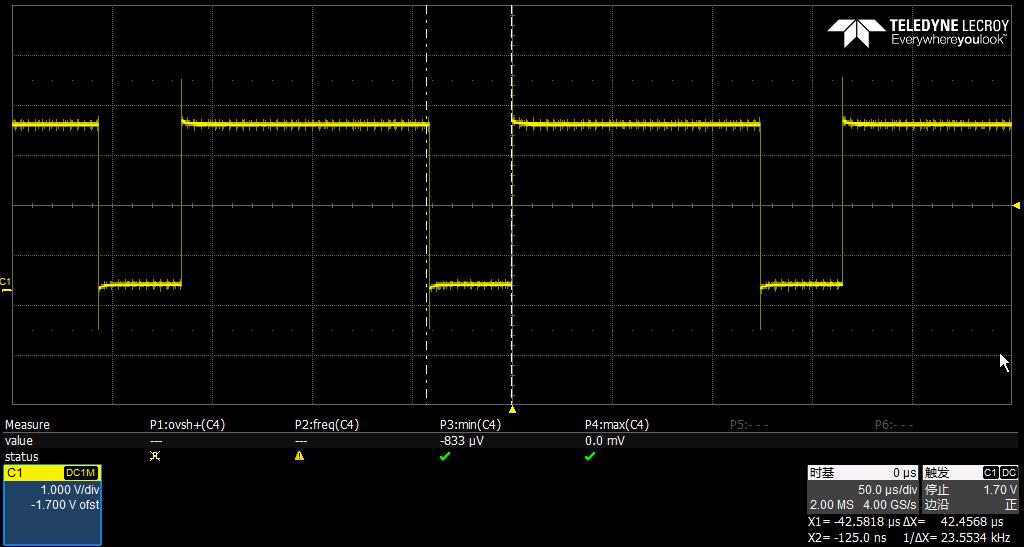 TELEDYNE LECROY
Everywhereyoulook™
C1
Measure P1:ovsh+(C4) P2:freq(C4) P3:min(C4) P4:max(C4) P5:--- P6:---
value --- --- -833 µV 0.0 mV
status
C1 DC1M
1.000 V/div
-1.700 V ofst
时基 0 µs
50.0 µs/div
2.00 MS 4.00 GS/s
触发 C1 DC
停止 1.70 V
边沿 正
X1= -42.5818 µs ΔX= 42.4568 µs
X2= -125.0 ns 1/ΔX= 23.5534 kHz